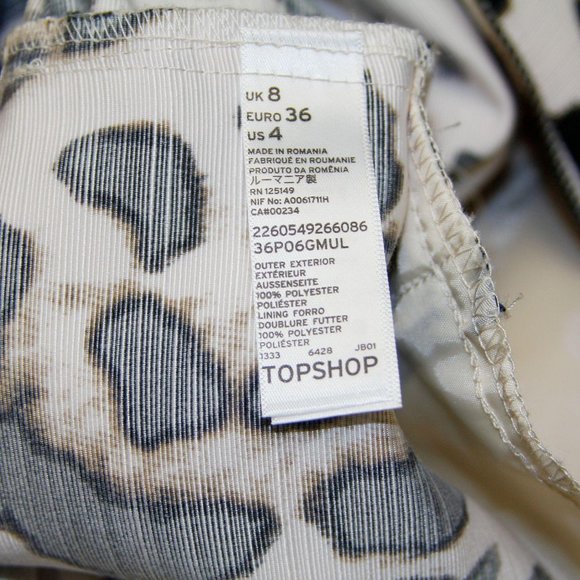 UK 8
EURO 36
US 4
MADE IN ROMANIA
FABRIQUÉ EN ROUMANIE
PRODUTO DA ROMÊNIA
ルーマニア製
RN 125149
NIF No: A0061711H
CA#00234
2260549266086
36P06GMUL
OUTER EXTERIOR
EXTÉRIEUR
AUSSENSEITE
100% POLYESTER
POLIÉSTER
LINING FORRO
DOUBLURE FUTTER
100% POLYESTER
POLIÉSTER
1333 6428 JB01
TOPSHOP